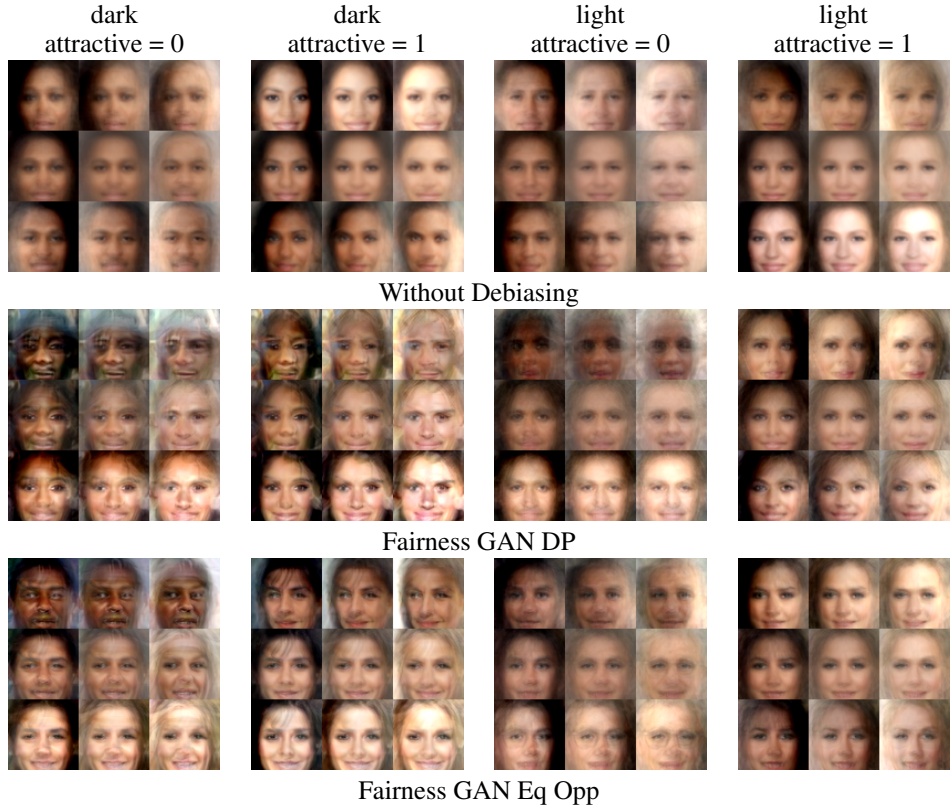 dark
attractive = 0
dark
attractive = 1
light
attractive = 0
light
attractive = 1
Without Debiasing
Fairness GAN DP
Fairness GAN Eq Opp